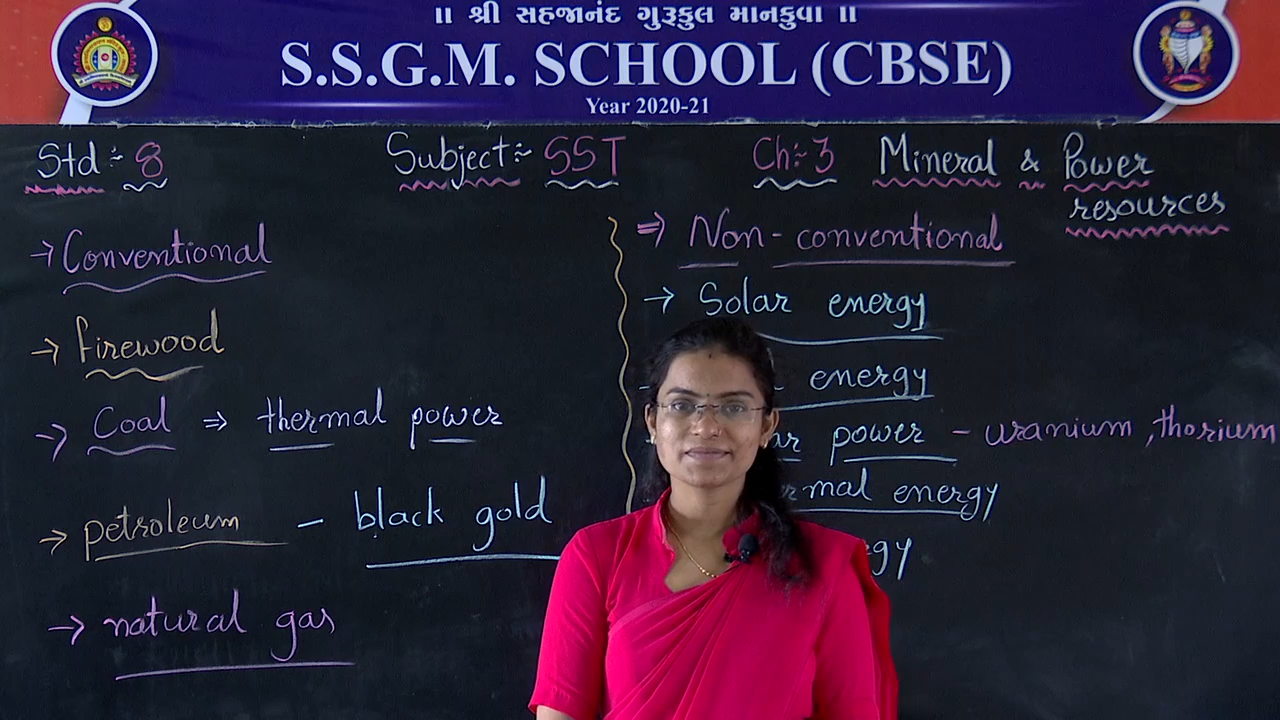 ॥ શ્રી સહજાનંદ ગુરૂકુલ માનકુવા ॥
S.S.G.M. SCHOOL (CBSE)
Year 2020-21
Std :- 8 Subject :- SST Ch :- 3 Mineral & Power
resources
→ Conventional
→ firewood
→ Coal ⇒ thermal power
→ petroleum – black gold
→ natural gas
⇒ Non - conventional
→ Solar energy
energy
power – uranium, thorium
energy